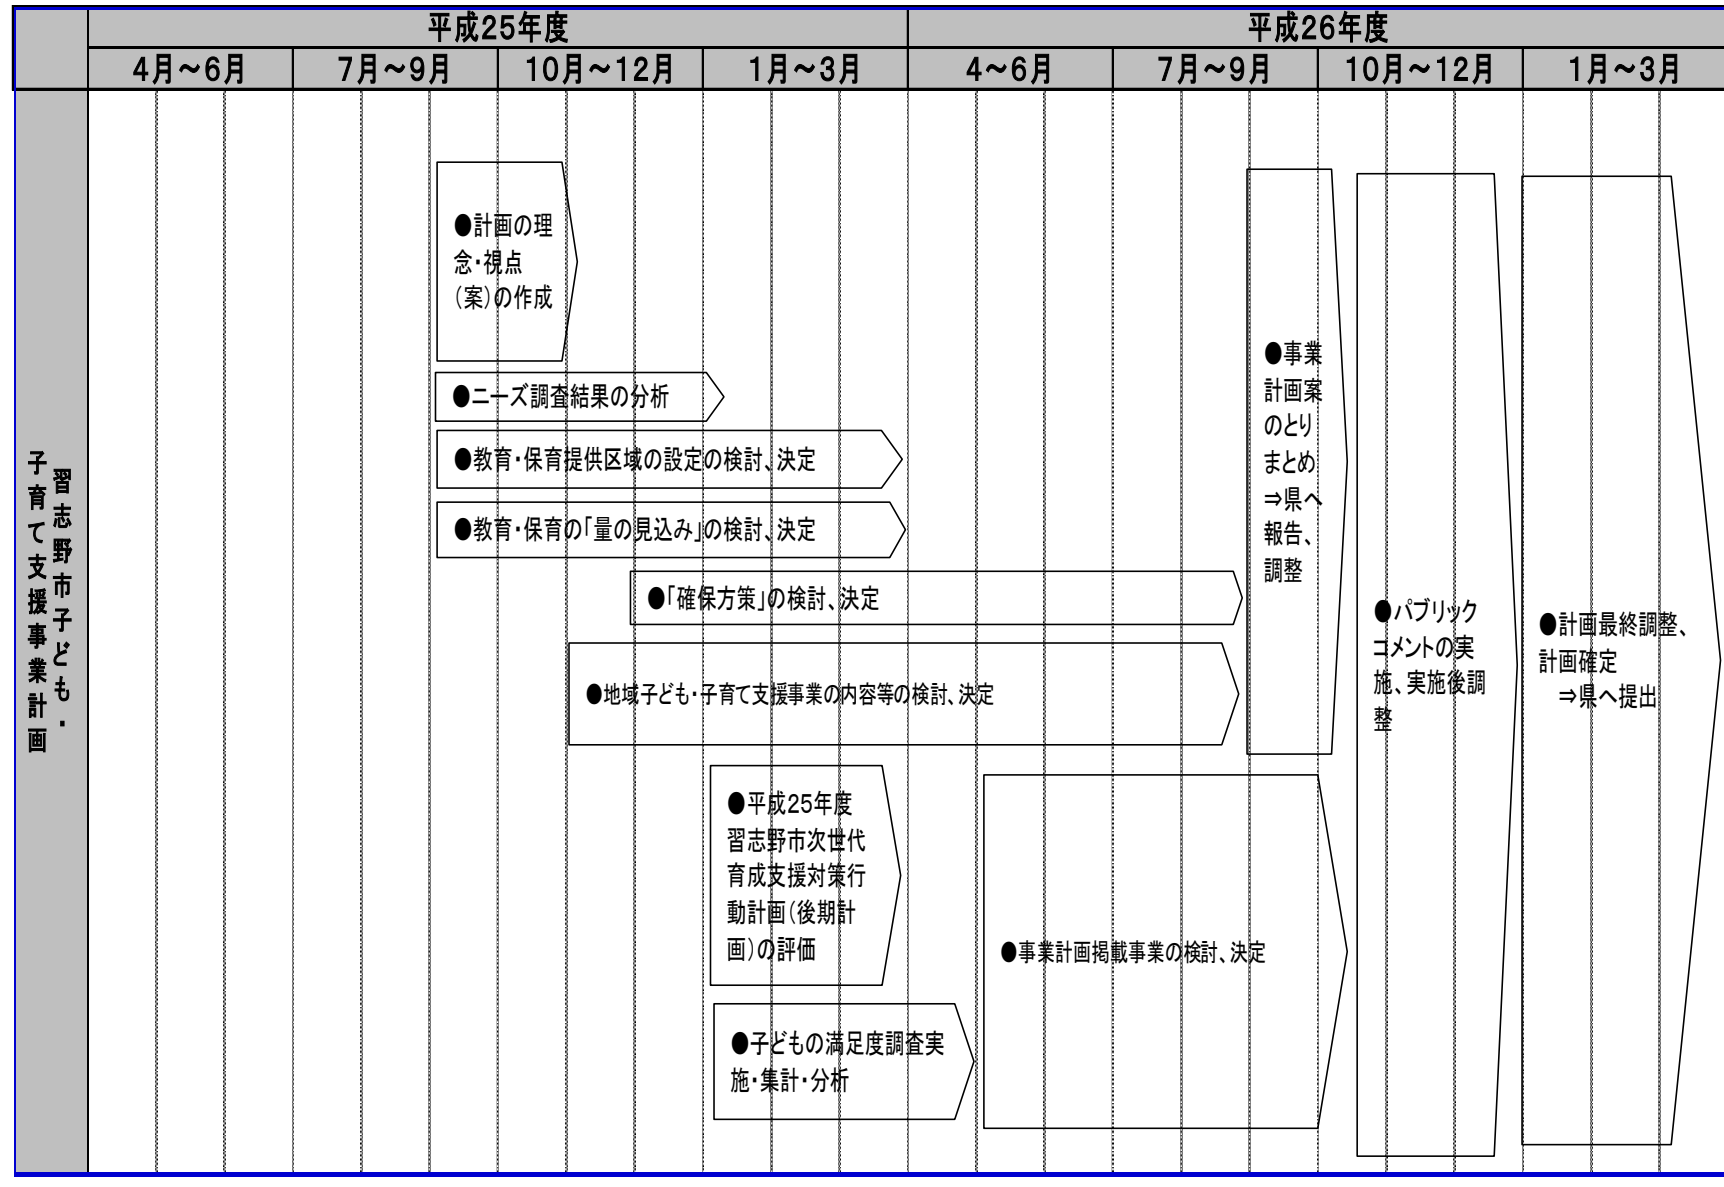 平成25年度
平成26年度
4月～6月
7月～9月
10月～12月
1月～3月
4～6月
7月～9月
10月～12月
1月～3月
習志野市子ども・
子育て支援事業計画
●計画の理
念・視点
（案）の作成
●ニーズ調査結果の分析
●教育・保育提供区域の設定の検討、決定
●教育・保育の「量の見込み」の検討、決定
●「確保方策」の検討、決定
●地域子ども・子育て支援事業の内容等の検討、決定
●平成25年度
習志野市次世代
育成支援対策行
動計画（後期計
画）の評価
●子どもの満足度調査実
施・集計・分析
●事業計画掲載事業の検討、決定
●事業
計画案
のとり
まとめ
⇒県へ
報告、
調整
●パブリック
コメントの実
施、実施後調
整
●計画最終調整、
計画確定
⇒県へ提出